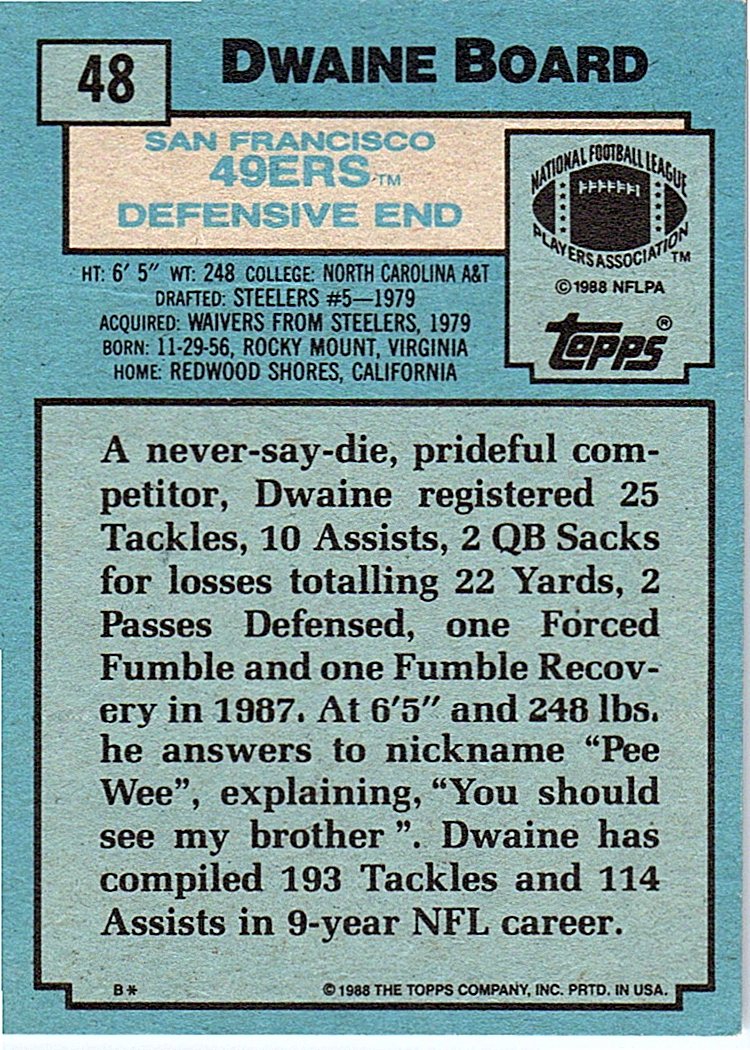 48
DWAINE BOARD
SAN FRANCISCO
49ERS™
DEFENSIVE END
NATIONAL FOOTBALL LEAGUE
PLAYERS ASSOCIATION™
©1988 NFLPA
Topps®
HT: 6′ 5″ WT: 248 COLLEGE: NORTH CAROLINA A&T
DRAFTED: STEELERS #5—1979
ACQUIRED: WAIVERS FROM STEELERS, 1979
BORN: 11-29-56, ROCKY MOUNT, VIRGINIA
HOME: REDWOOD SHORES, CALIFORNIA
A never-say-die, prideful com-
petitor, Dwaine registered 25
Tackles, 10 Assists, 2 QB Sacks
for losses totalling 22 Yards, 2
Passes Defensed, one Forced
Fumble and one Fumble Recov-
ery in 1987. At 6′5″ and 248 lbs.
he answers to nickname “Pee
Wee”, explaining, “You should
see my brother ”. Dwaine has
compiled 193 Tackles and 114
Assists in 9-year NFL career.
B*
©1988 THE TOPPS COMPANY, INC. PRTD. IN USA.